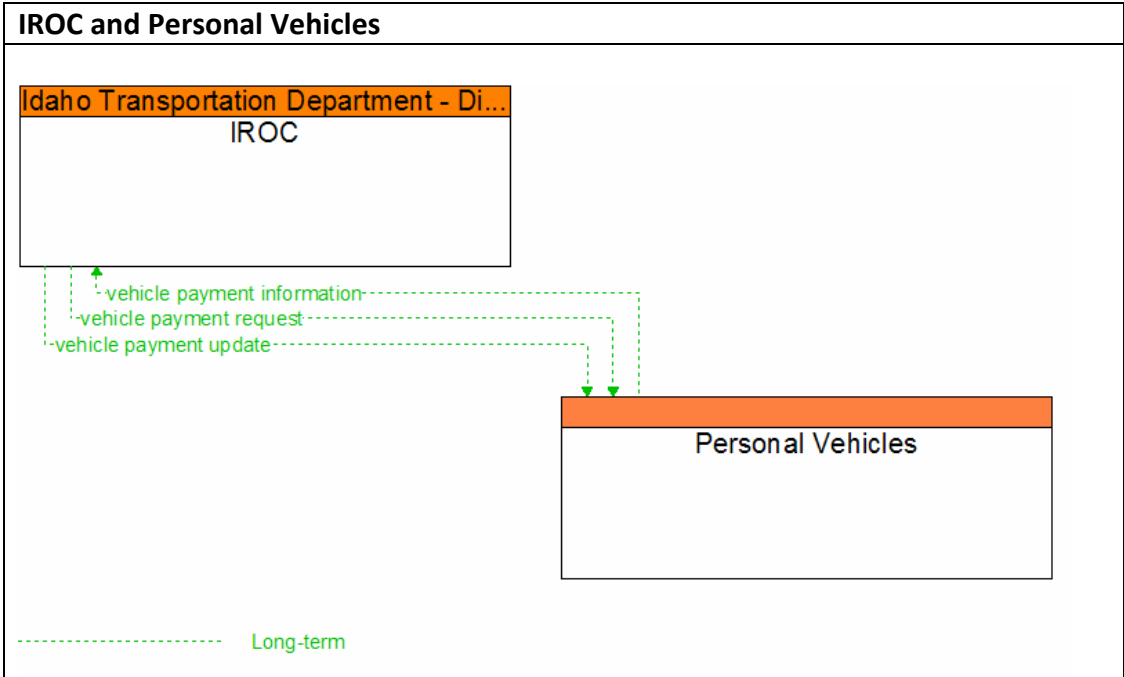 IROC and Personal Vehicles
Idaho Transportation Department - Di...
IROC
vehicle payment information
vehicle payment request
vehicle payment update
Personal Vehicles
Long-term